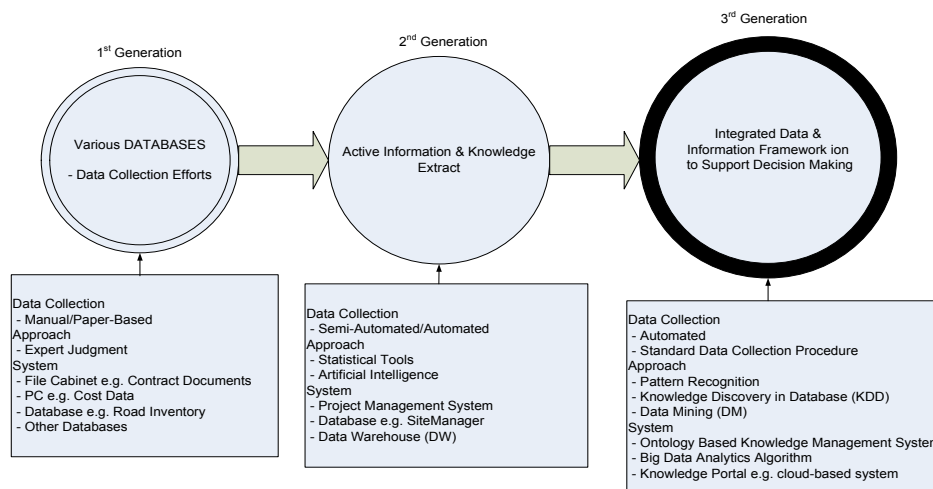 1st Generation
Various DATABASES
- Data Collection Efforts
Data Collection
- Manual/Paper-Based
Approach
- Expert Judgment
System
- File Cabinet e.g. Contract Documents
- PC e.g. Cost Data
- Database e.g. Road Inventory
- Other Databases
2nd Generation
Active Information & Knowledge
Extract
Data Collection
- Semi-Automated/Automated
Approach
- Statistical Tools
- Artificial Intelligence
System
- Project Management System
- Database e.g. SiteManager
- Data Warehouse (DW)
3rd Generation
Integrated Data &
Information Framework ion
to Support Decision Making
Data Collection
- Automated
- Standard Data Collection Procedure
Approach
- Pattern Recognition
- Knowledge Discovery in Database (KDD)
- Data Mining (DM)
System
- Ontology Based Knowledge Management System
- Big Data Analytics Algorithm
- Knowledge Portal e.g. cloud-based system